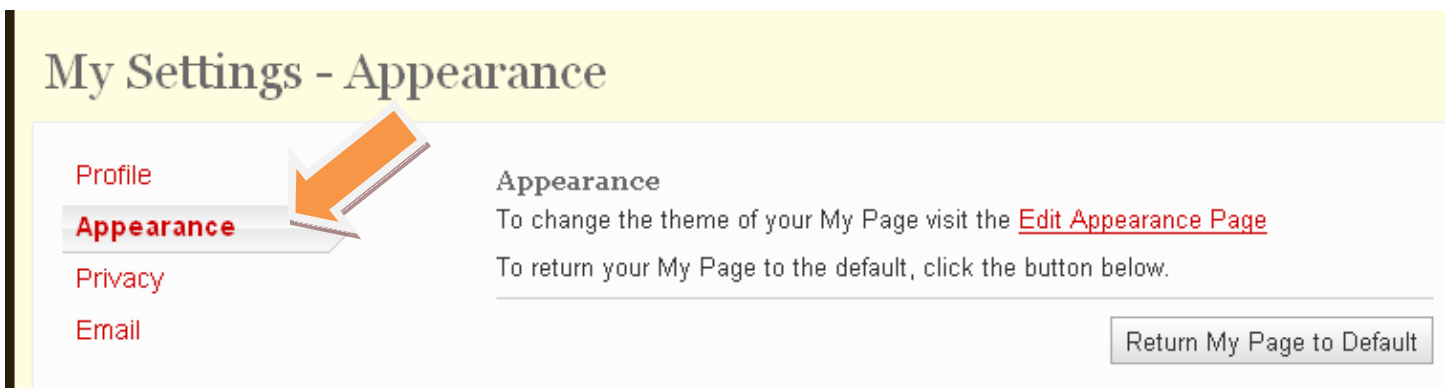 My Settings - Appearance
Profile
Appearance
Privacy
Email
Appearance
To change the theme of your My Page visit the Edit Appearance Page
To return your My Page to the default, click the button below.
Return My Page to Default